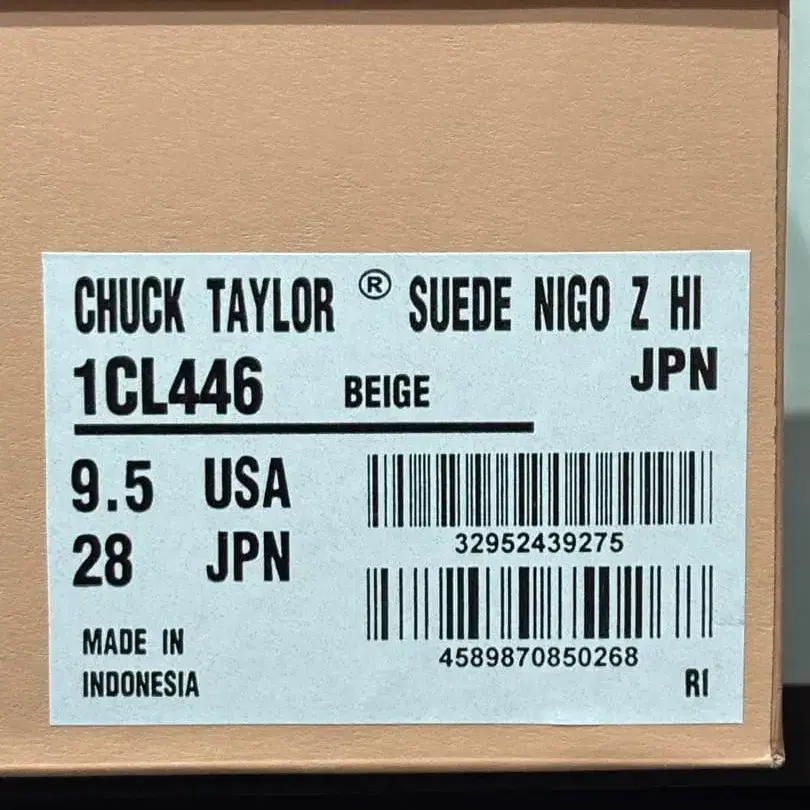 CHUCK TAYLOR ® SUEDE NIGO Z HI
1CL446 BEIGE JPN
9.5 USA
28 JPN
32952439275
4589870850268
MADE IN
INDONESIA
RI